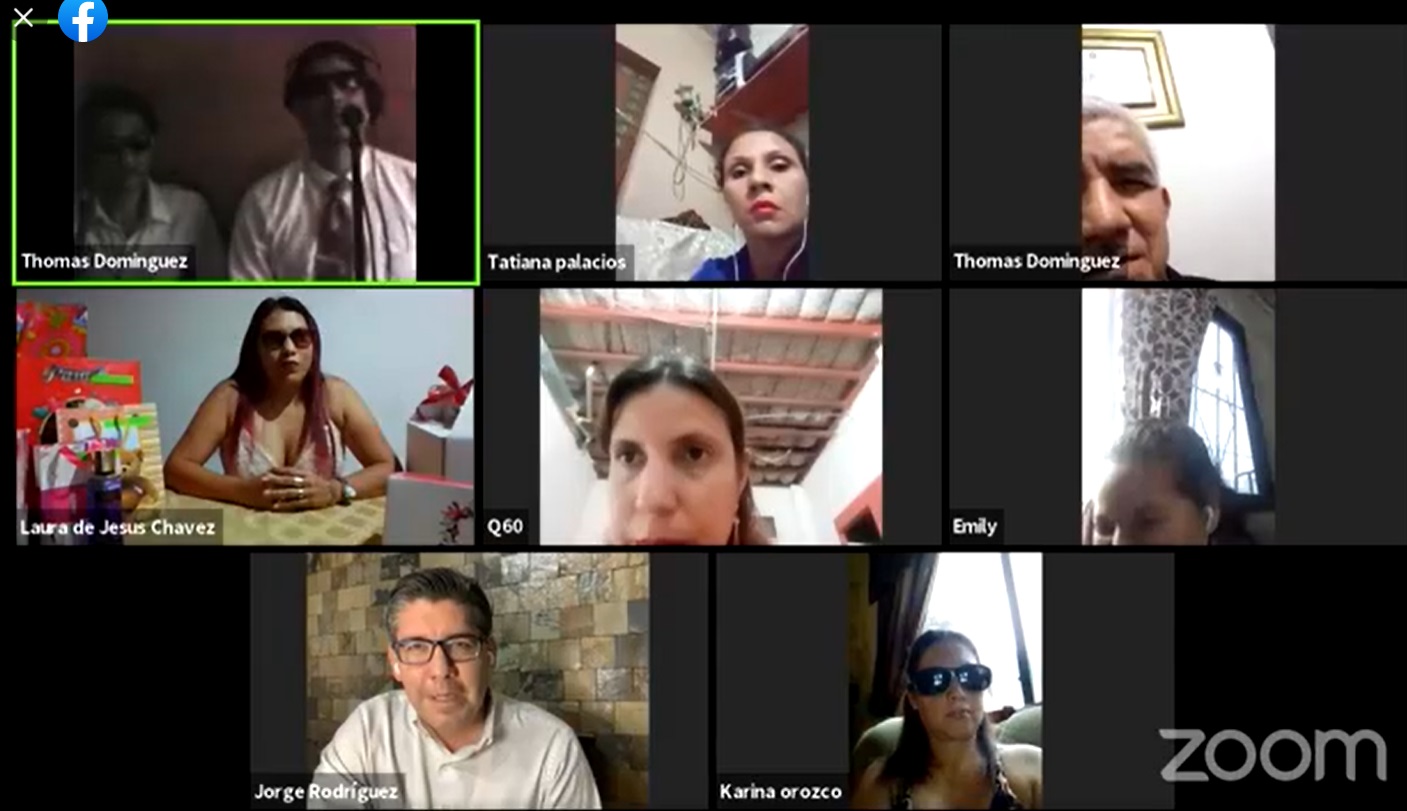 Thomas Dominguez
Tatiana palacios
Thomas Dominguez
Laura de Jesus Chavez
Q60
Emily
Jorge Rodríguez
Karina orozco
zoom